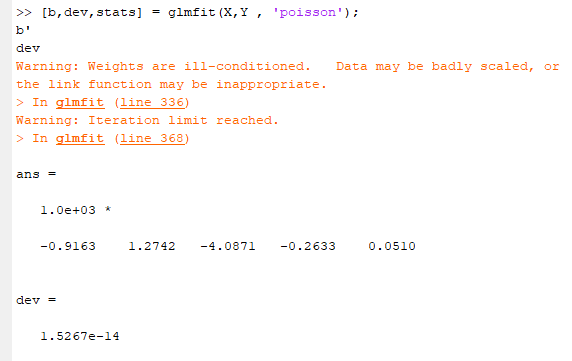 >> [b,dev,stats] = glmfit(X,Y , 'poisson');
b'
dev
Warning: Weights are ill-conditioned.   Data may be badly scaled, or
the link function may be inappropriate.
> In glmfit (line 336)
Warning: Iteration limit reached.
> In glmfit (line 368)
ans =
1.0e+03 *
-0.9163    1.2742   -4.0871   -0.2633    0.0510
dev =
1.5267e-14